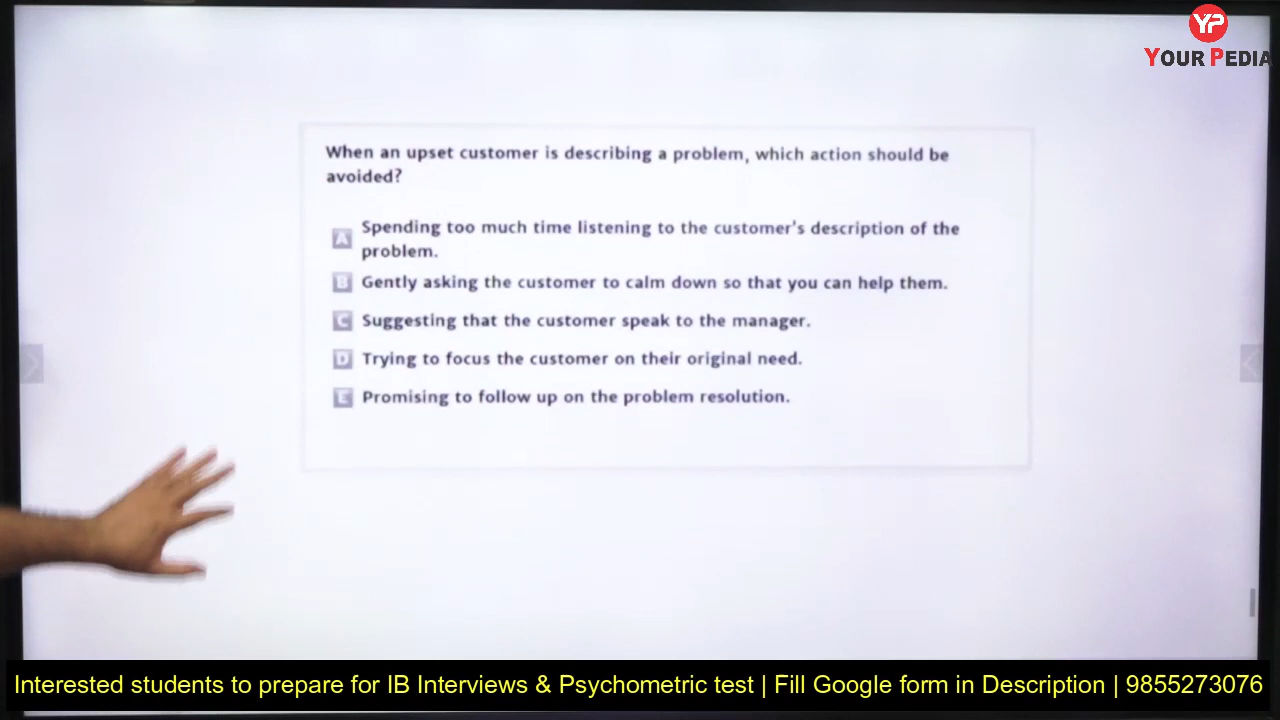 YP
YOUR PEDIA
When an upset customer is describing a problem, which action should be
avoided?
A Spending too much time listening to the customer's description of the
problem.
B Gently asking the customer to calm down so that you can help them.
C Suggesting that the customer speak to the manager.
D Trying to focus the customer on their original need.
E Promising to follow up on the problem resolution.
Interested students to prepare for IB Interviews & Psychometric test | Fill Google form in Description | 9855273076